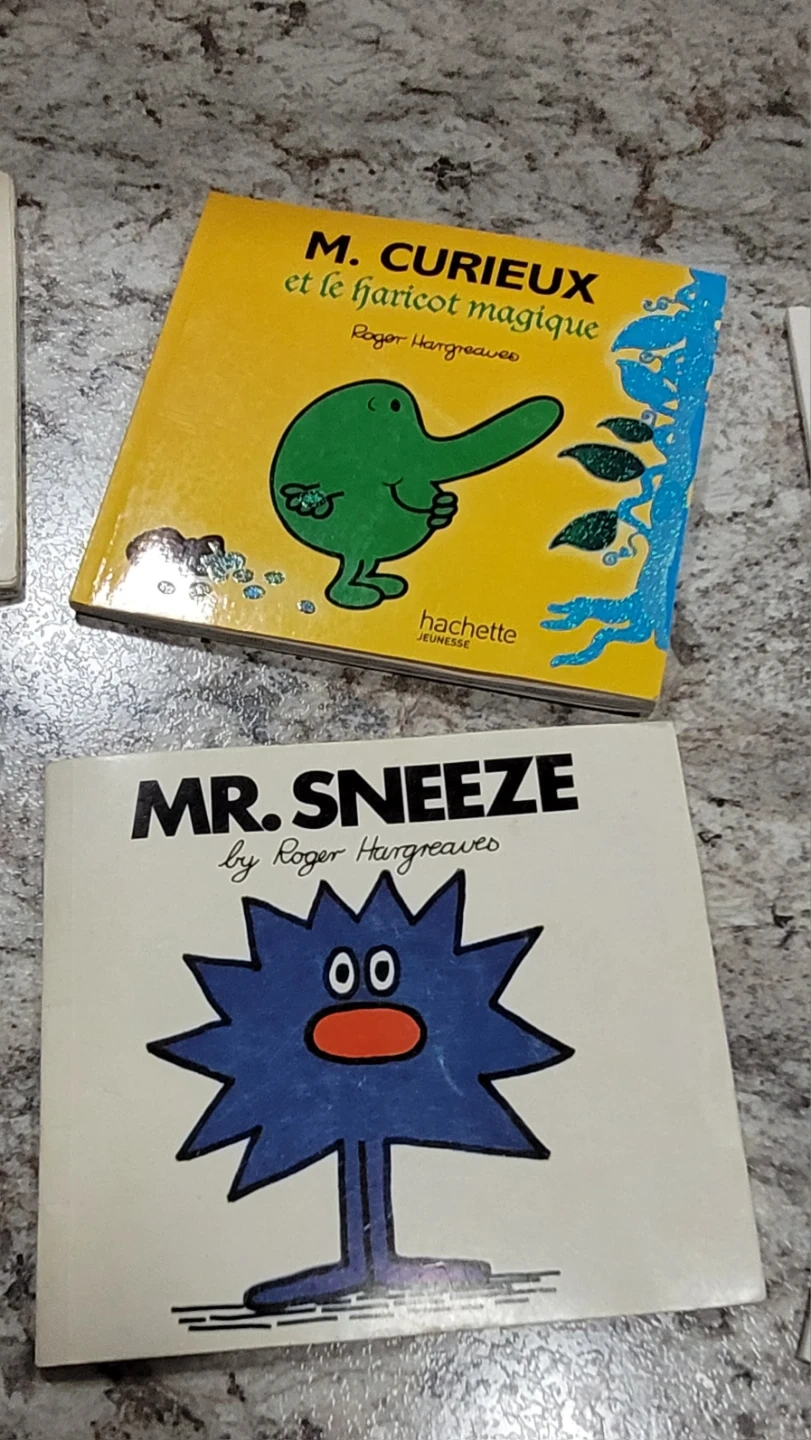 M. CURIEUX
et le haricot magique
Roger Hargreaves
hachette
JEUNESSE
MR. SNEEZE
by Roger Hargreaves